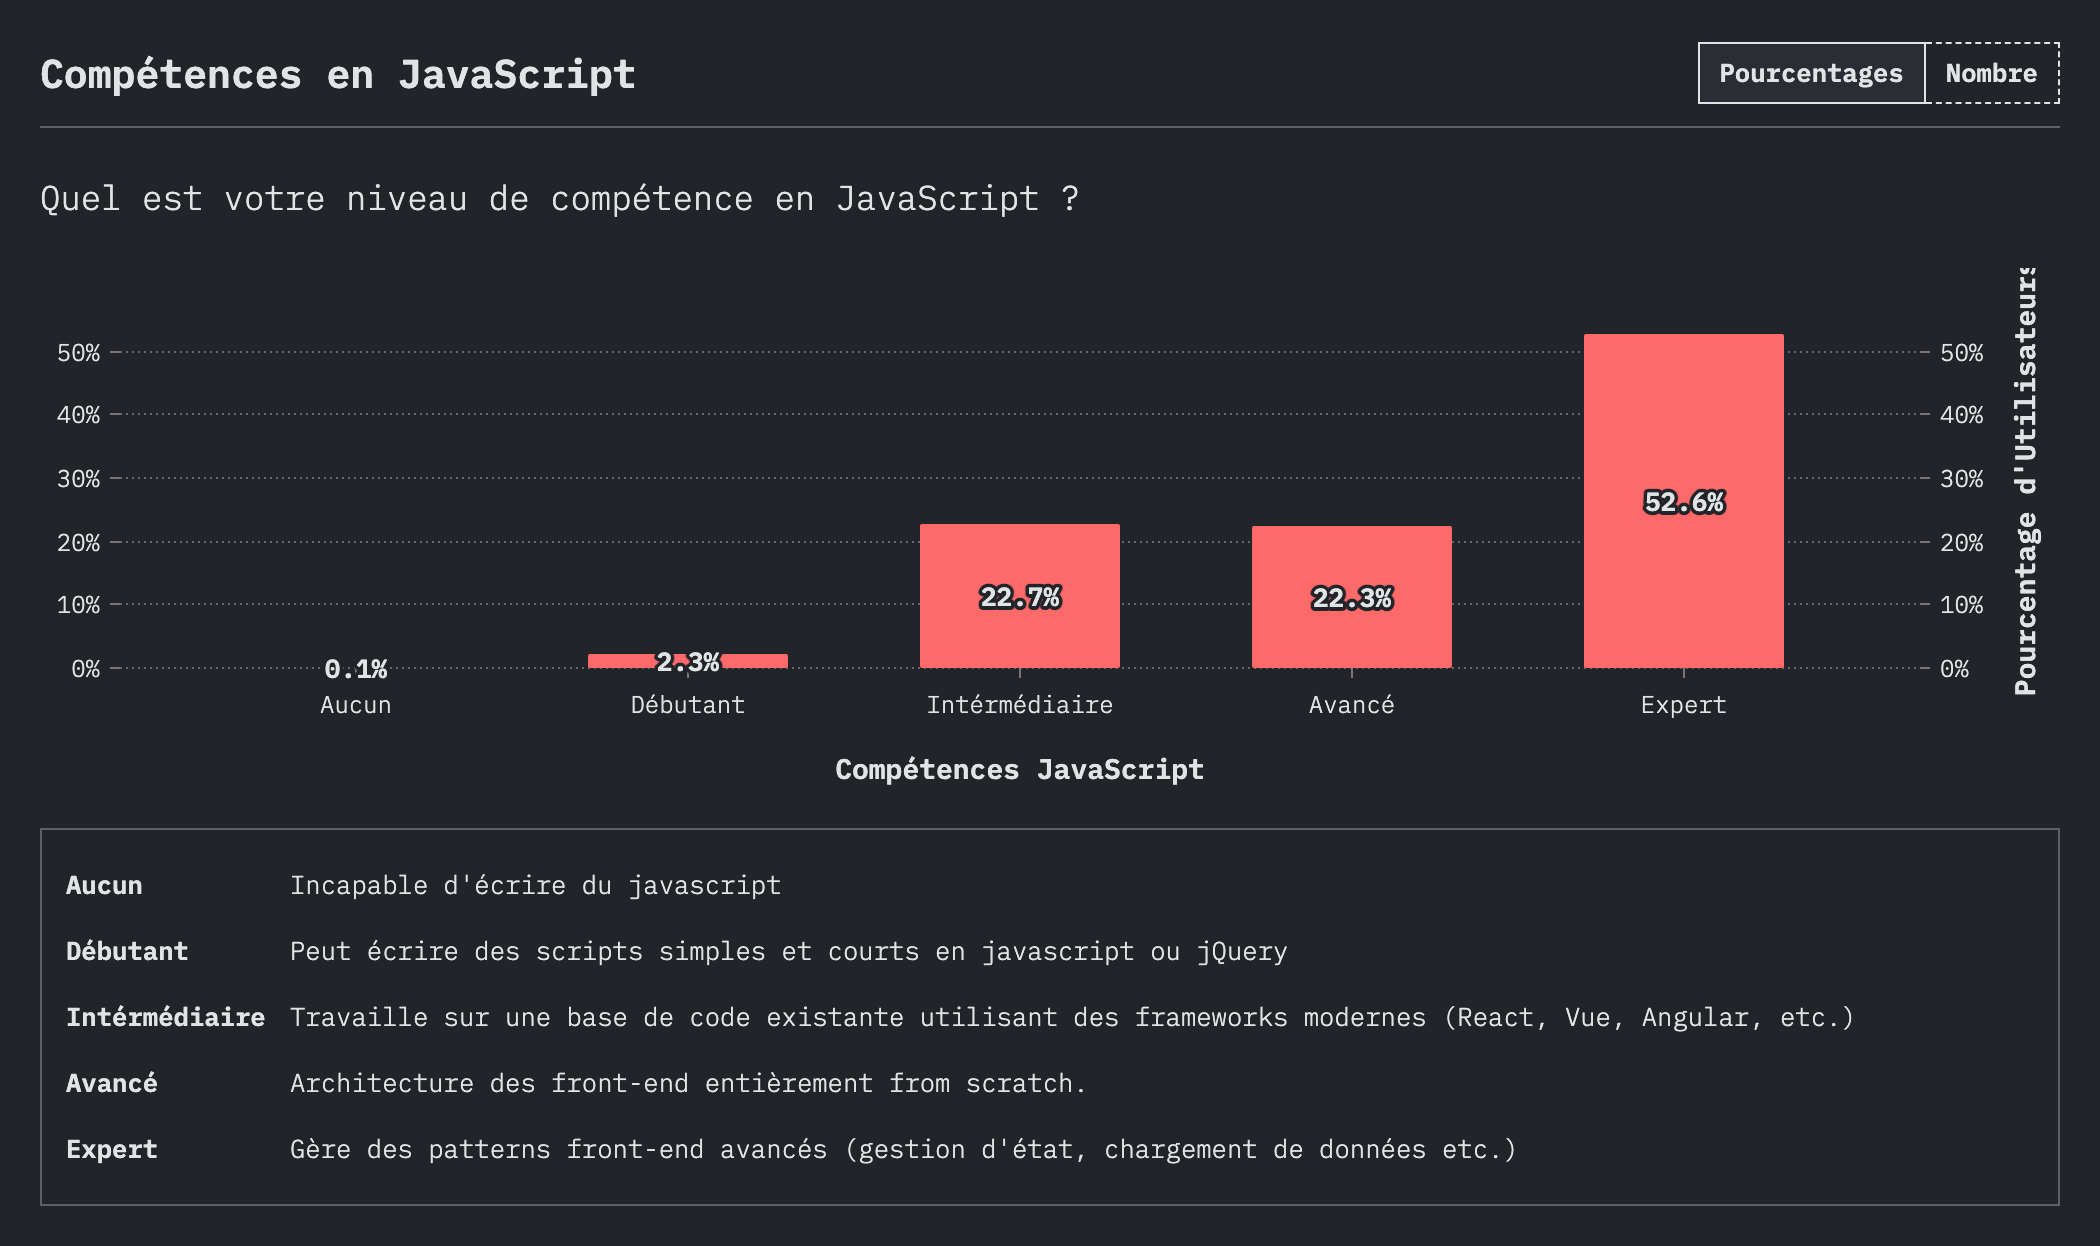 Compétences en JavaScript
Pourcentages
Nombre
Quel est votre niveau de compétence en JavaScript ?
50%
40%
30%
20%
10%
0%
0.1%
2.3%
22.7%
22.3%
52.6%
50%
40%
30%
20%
10%
0%
Pourcentage d'Utilisateurs
Aucun
Débutant
Intérmédiaire
Avancé
Expert
Compétences JavaScript
Aucun Incapable d'écrire du javascript
Débutant Peut écrire des scripts simples et courts en javascript ou jQuery
Intérmédiaire Travaille sur une base de code existante utilisant des frameworks modernes (React, Vue, Angular, etc.)
Avancé Architecture des front-end entièrement from scratch.
Expert Gère des patterns front-end avancés (gestion d'état, chargement de données etc.)